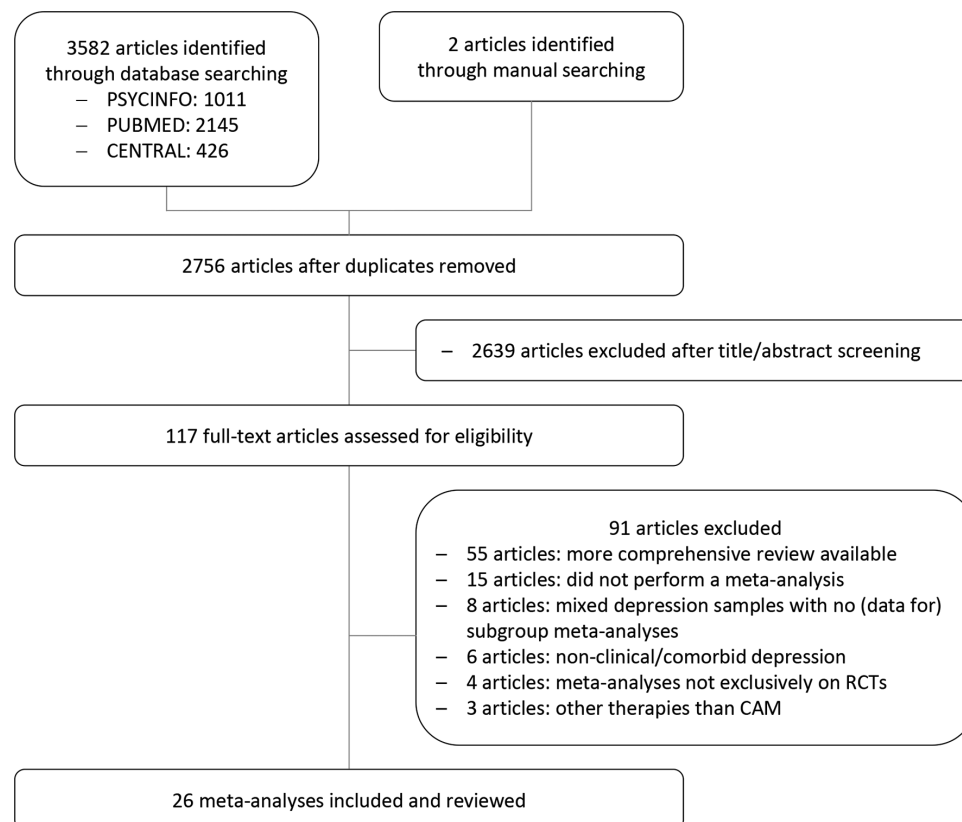 3582 articles identified
through database searching
– PSYCINFO: 1011
– PUBMED: 2145
– CENTRAL: 426
2 articles identified
through manual searching
2756 articles after duplicates removed
– 2639 articles excluded after title/abstract screening
117 full-text articles assessed for eligibility
91 articles excluded
– 55 articles: more comprehensive review available
– 15 articles: did not perform a meta-analysis
– 8 articles: mixed depression samples with no (data for)
subgroup meta-analyses
– 6 articles: non-clinical/comorbid depression
– 4 articles: meta-analyses not exclusively on RCTs
– 3 articles: other therapies than CAM
26 meta-analyses included and reviewed